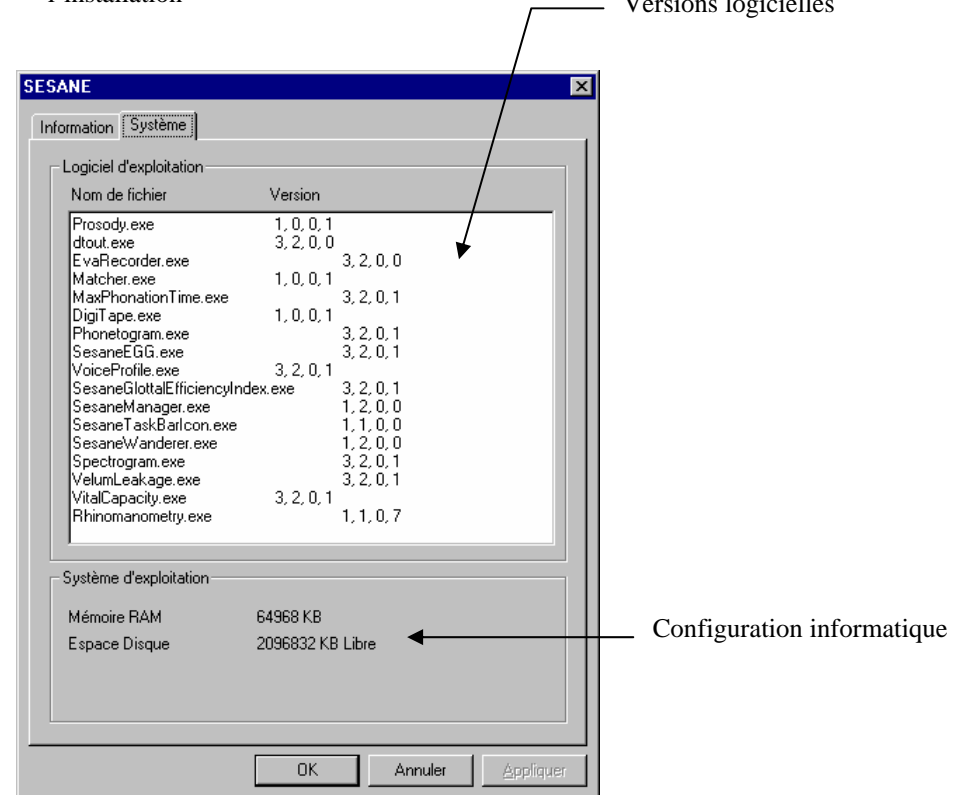 l'installation
Versions logicielles
SESANE
Information Système
Logiciel d'exploitation
Nom de fichier Version
Prosody.exe 1, 0, 0, 1
dtout.exe 3, 2, 0, 0
EvaRecorder.exe 3, 2, 0, 0
Matcher.exe 1, 0, 0, 1
MaxPhonationTime.exe 3, 2, 0, 1
DigiTape.exe 1, 0, 0, 1
Phonetogram.exe 3, 2, 0, 1
SesaneEGG.exe 3, 2, 0, 1
VoiceProfile.exe 3, 2, 0, 1
SesaneGlottalEfficiencyIndex.exe 3, 2, 0, 1
SesaneManager.exe 1, 2, 0, 0
SesaneTaskBarIcon.exe 1, 1, 0, 0
SesaneWanderer.exe 1, 2, 0, 0
Spectrogram.exe 3, 2, 0, 1
VelumLeakage.exe 3, 2, 0, 1
VitalCapacity.exe 3, 2, 0, 1
Rhinomanometry.exe 1, 1, 0, 7
Système d'exploitation
Mémoire RAM 64968 KB
Espace Disque 2096832 KB Libre
Configuration informatique
OK Annuler Appliquer